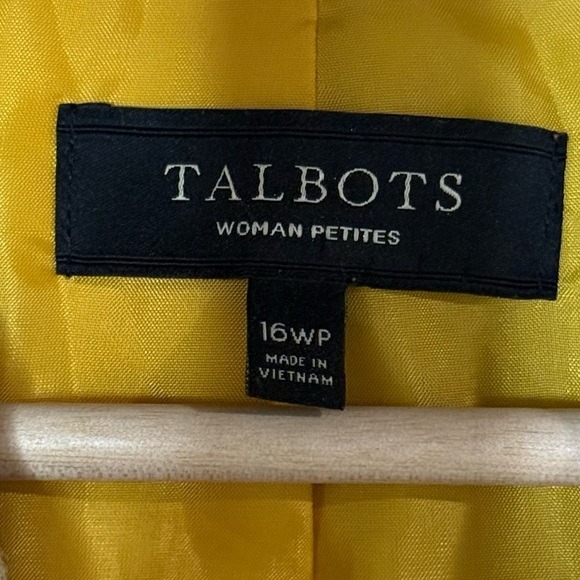 TALBOTS
WOMAN PETITES
16WP
MADE IN
VIETNAM